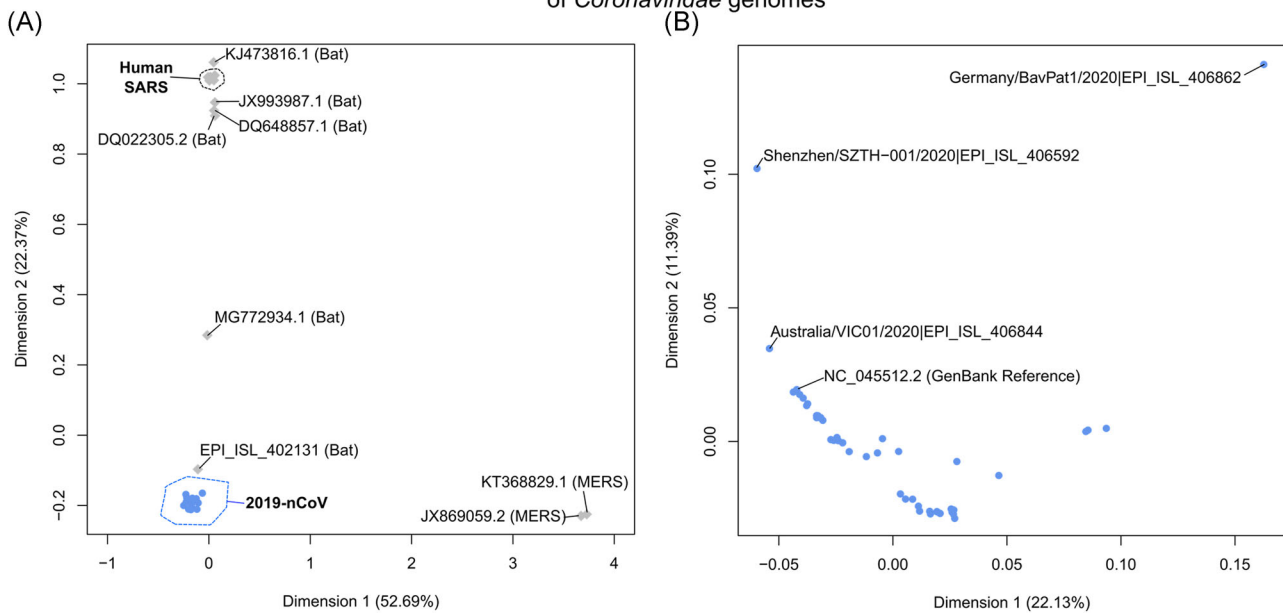 of Coronaviridae genomes
(A)
KJ473816.1 (Bat)
Human
SARS
JX993987.1 (Bat)
DQ648857.1 (Bat)
DQ022305.2 (Bat)
MG772934.1 (Bat)
EPI_ISL_402131 (Bat)
2019-nCoV
KT368829.1 (MERS)
JX869059.2 (MERS)
Dimension 2 (22.37%)
1.0
0.8
0.6
0.4
0.2
0.0
−0.2
−1 0 1 2 3 4
Dimension 1 (52.69%)
(B)
Germany/BavPat1/2020|EPI_ISL_406862
Shenzhen/SZTH−001/2020|EPI_ISL_406592
Australia/VIC01/2020|EPI_ISL_406844
NC_045512.2 (GenBank Reference)
Dimension 2 (11.39%)
0.10
0.05
0.00
−0.05 0.00 0.05 0.10 0.15
Dimension 1 (22.13%)